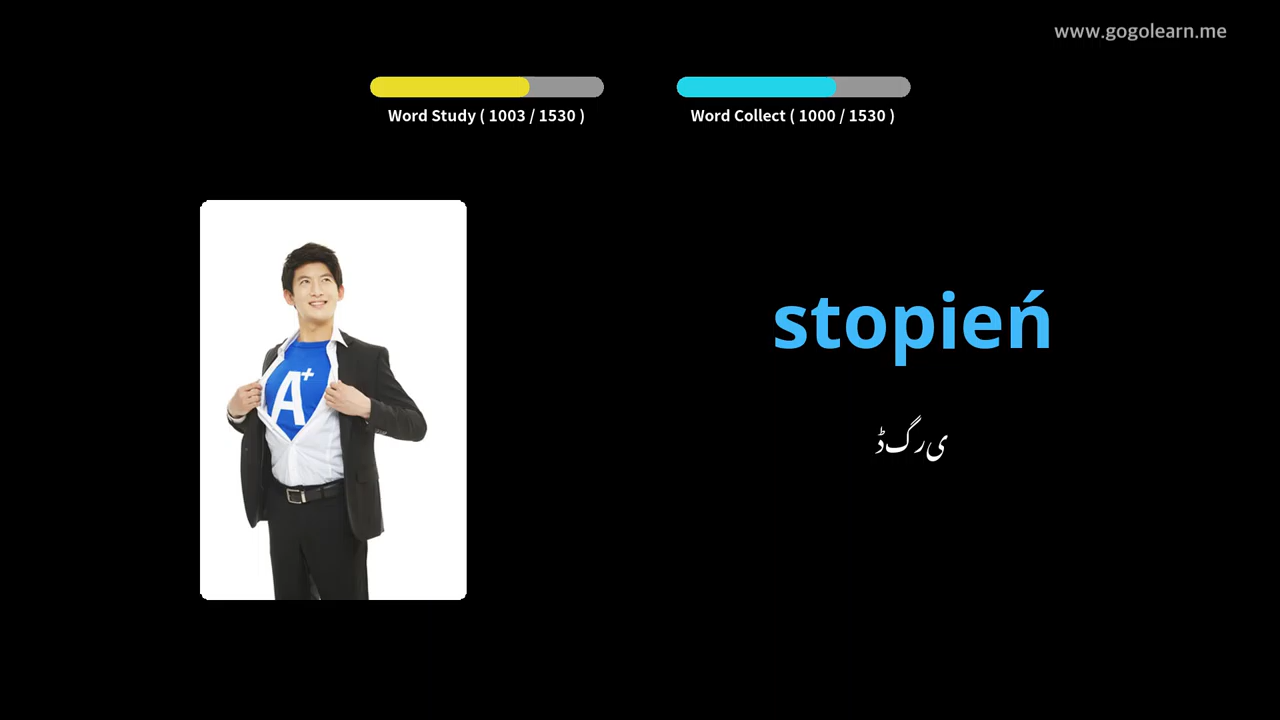 www.gogolearn.me
Word Study ( 1003 / 1530 )
Word Collect ( 1000 / 1530 )
A+
stopień
ڈگری